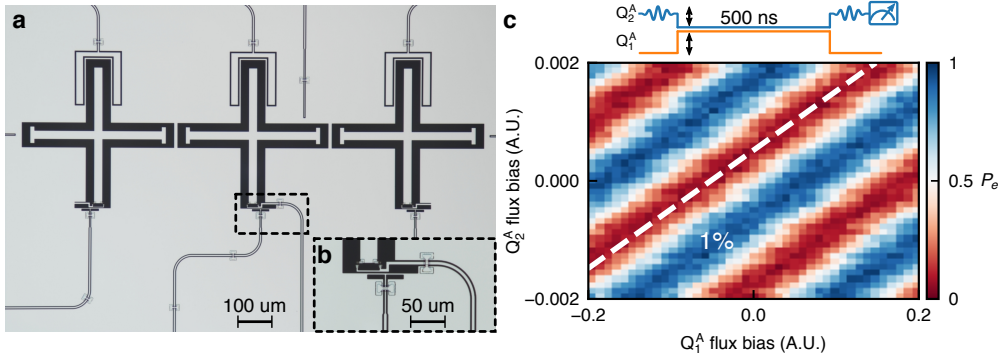 a
100 um
b
50 um
c
Q₂ᴬ
500 ns
Q₁ᴬ
0.002
0.000
−0.002
Q₂ᴬ flux bias (A.U.)
1%
−0.2
0.0
0.2
Q₁ᴬ flux bias (A.U.)
1
0.5
0
Pₑ